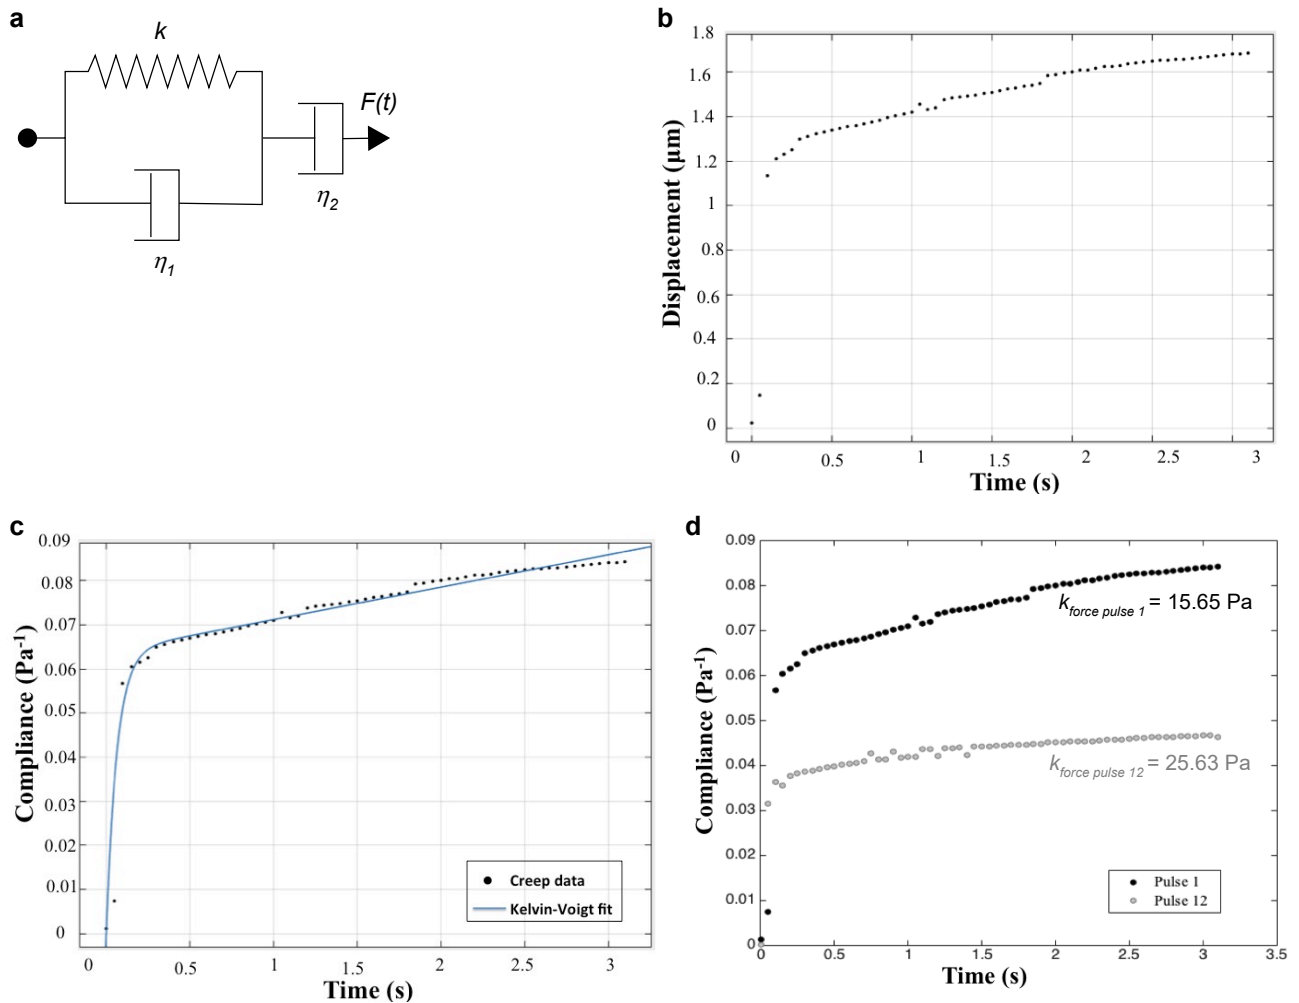 a
k
F(t)
η2
η1
b
1.8
1.6
1.4
1.2
1
0.8
0.6
0.4
0.2
0
Displacement (µm)
0 0.5 1 1.5 2 2.5 3
Time (s)
c
0.09
0.08
0.07
0.06
0.05
0.04
0.03
0.02
0.01
0
Compliance (Pa-1)
Creep data
Kelvin-Voigt fit
0 0.5 1 1.5 2 2.5 3
Time (s)
d
0.09
0.08
0.07
0.06
0.05
0.04
0.03
0.02
0.01
0
Compliance (Pa-1)
kforce pulse 1 = 15.65 Pa
kforce pulse 12 = 25.63 Pa
Pulse 1
Pulse 12
0 0.5 1 1.5 2 2.5 3 3.5
Time (s)